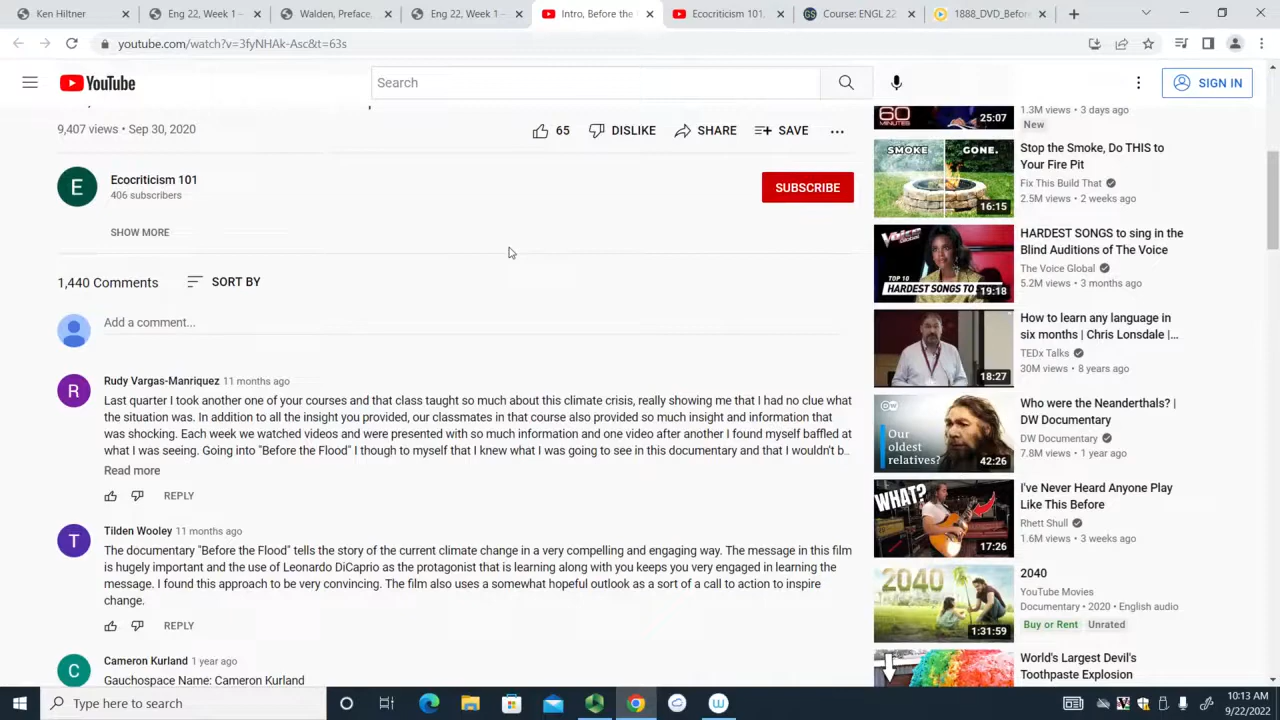 Ken Hitner
Walden, Preface,
Eng 22, Week 1
Intro, Before the
Ecocriticism 101,
Course: ENGL 22
1888_DVD_Before
youtube.com/watch?v=3fyNHAk-Asc&t=63s
YouTube
Search
SIGN IN
9,407 views • Sep 30, 2020
65
DISLIKE
SHARE
SAVE
Ecocriticism 101
406 subscribers
SUBSCRIBE
SHOW MORE
1,440 Comments
SORT BY
Add a comment...
Rudy Vargas-Manriquez 11 months ago
Last quarter I took another one of your courses and that class taught so much about this climate crisis, really showing me that I had no clue what
the situation was. In addition to all the insight you provided, our classmates in that course also provided so much insight and information that
was shocking. Each week we watched videos and were presented with so much information and one video after another I found myself baffled at
what I was seeing. Going into "Before the Flood" I though to myself that I knew what I was going to see in this documentary and that I wouldn't b...
Read more
REPLY
Tilden Wooley 11 months ago
The documentary "Before the Flood" tells the story of the current climate change in a very compelling and engaging way. The message in this film
is hugely important and the use of Leonardo DiCaprio as the protagonist that is learning along with you keeps you very engaged in learning the
message. I found this approach to be very convincing. The film also uses a somewhat hopeful outlook as a sort of a call to action to inspire
change.
REPLY
Cameron Kurland 1 year ago
Gauchospace Name: Cameron Kurland
60 MINUTES
25:07
1.3M views • 3 days ago
New
SMOKE GONE.
16:15
Stop the Smoke, Do THIS to
Your Fire Pit
Fix This Build That
2.5M views • 2 weeks ago
Voice Global
TOP 10
HARDEST SONGS TO
19:18
HARDEST SONGS to sing in the
Blind Auditions of The Voice
The Voice Global
5.2M views • 3 months ago
18:27
How to learn any language in
six months | Chris Lonsdale |...
TEDx Talks
30M views • 8 years ago
DW
Our
oldest
relatives?
42:26
Who were the Neanderthals? |
DW Documentary
DW Documentary
7.8M views • 1 year ago
WHAT?
17:26
I've Never Heard Anyone Play
Like This Before
Rhett Shull
1.6M views • 3 weeks ago
2040
1:31:59
2040
YouTube Movies
Documentary • 2020 • English audio
Buy or Rent Unrated
World's Largest Devil's
Toothpaste Explosion
Type here to search
10:13 AM
9/22/2022